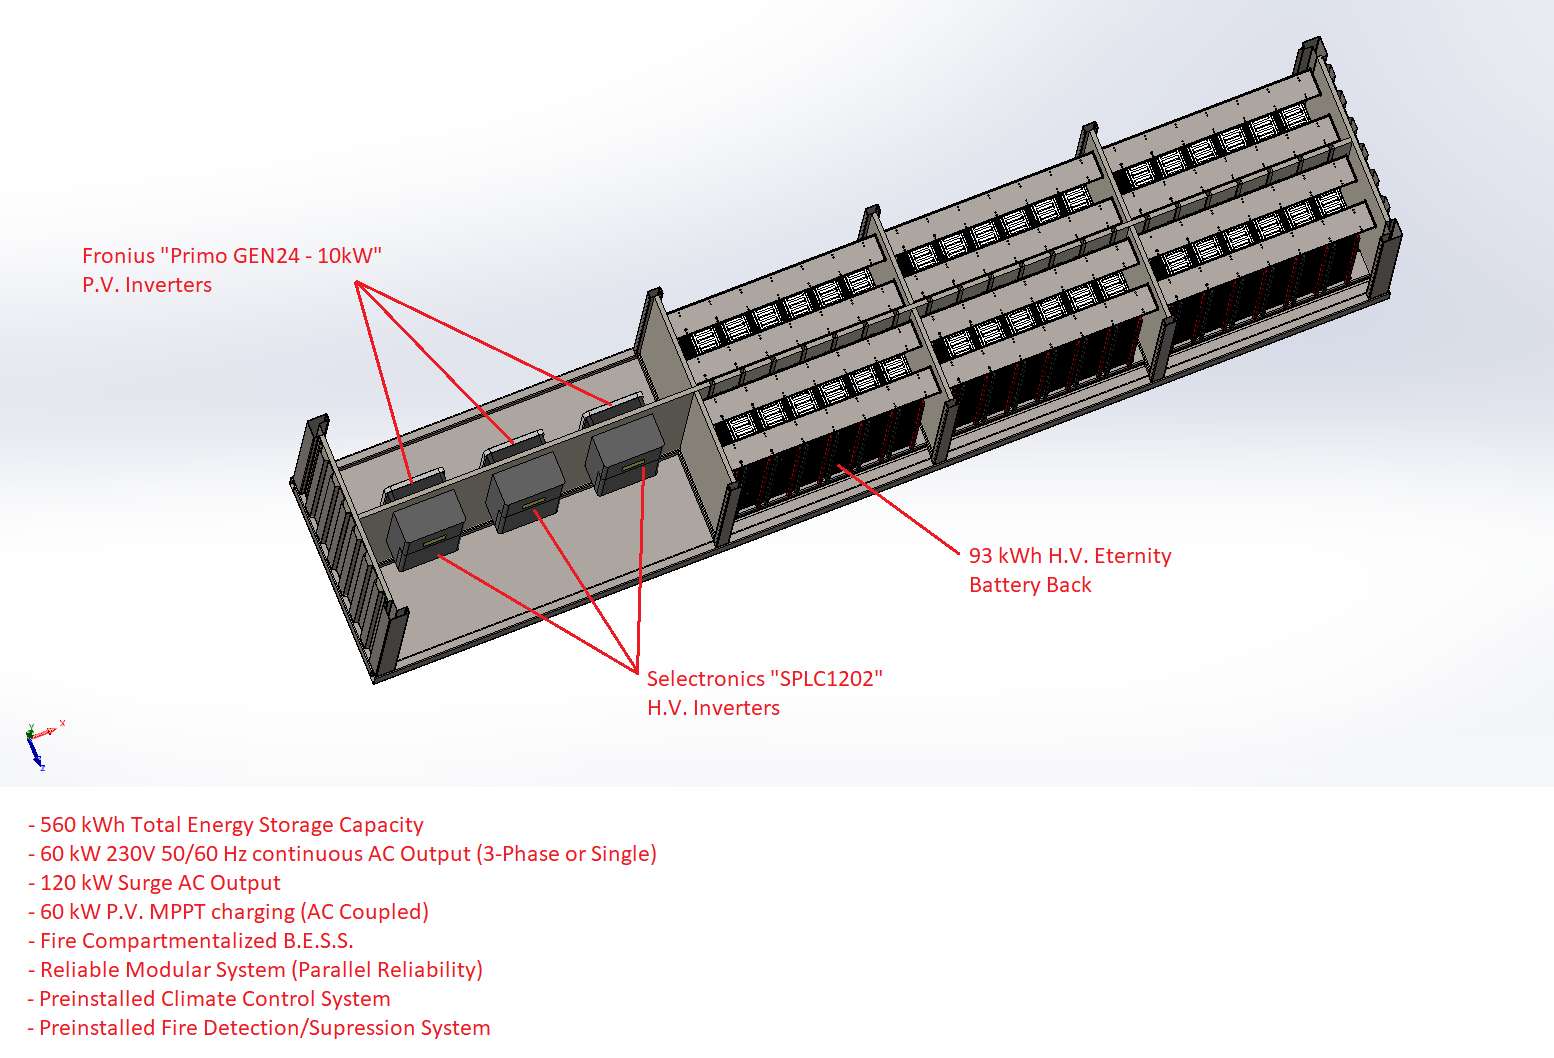 Fronius "Primo GEN24 - 10kW"
P.V. Inverters
93 kWh H.V. Eternity
Battery Back
Selectronics "SPLC1202"
H.V. Inverters
Y
X
Z
- 560 kWh Total Energy Storage Capacity
- 60 kW 230V 50/60 Hz continuous AC Output (3-Phase or Single)
- 120 kW Surge AC Output
- 60 kW P.V. MPPT charging (AC Coupled)
- Fire Compartmentalized B.E.S.S.
- Reliable Modular System (Parallel Reliability)
- Preinstalled Climate Control System
- Preinstalled Fire Detection/Supression System